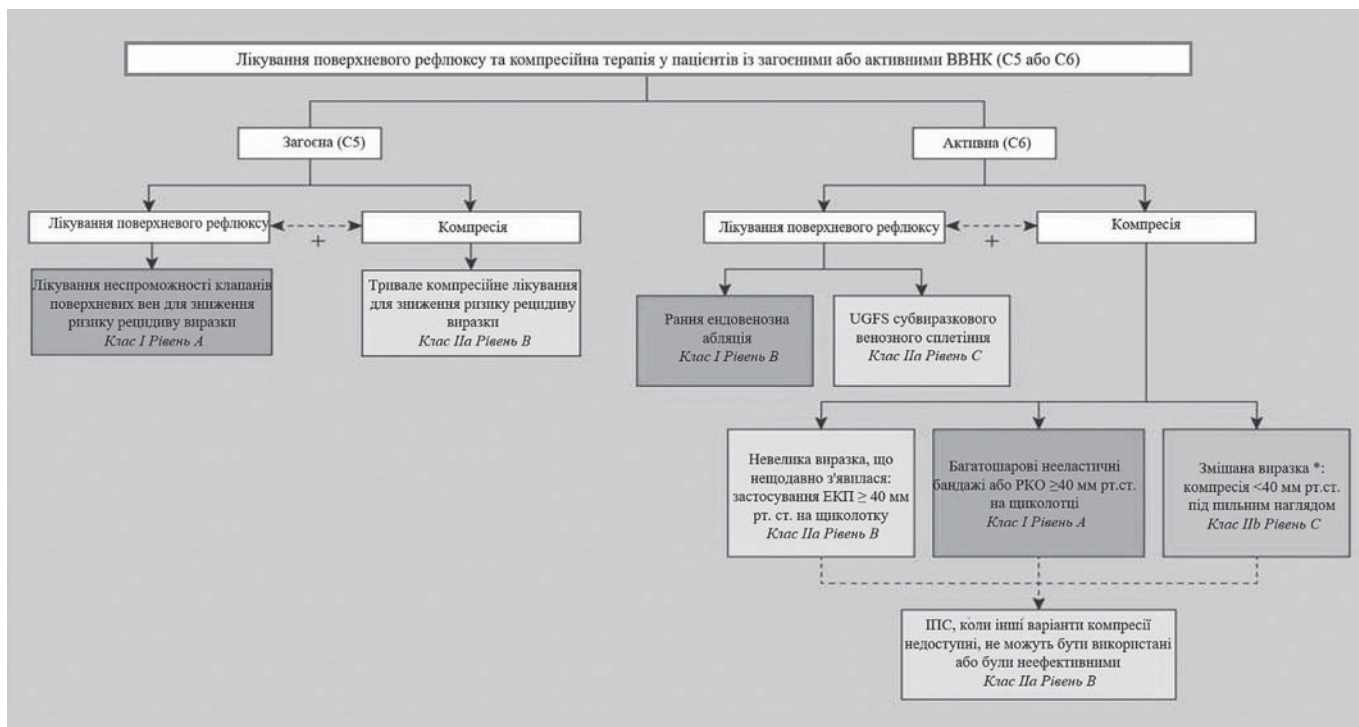 Лікування поверхневого рефлюксу та компресійна терапія у пацієнтів із загоєними або активними ВВНК (С5 або С6)
Загоєна (С5)
Активна (С6)
Лікування поверхневого рефлюксу
+
Компресія
Лікування поверхневого рефлюксу
+
Компресія
Лікування неспроможності клапанів
поверхневих вен для зниження
ризику рецидиву виразки
Клас I Рівень A
Тривале компресійне лікування
для зниження ризику рецидиву
виразки
Клас IIa Рівень B
Рання ендовенозна
абляція
Клас I Рівень B
UGFS субвиразкового
венозного сплетіння
Клас IIa Рівень C
Невелика виразка, що
нещодавно з'явилася:
застосування ЕКП ≥ 40 мм
рт. ст. на щиколотку
Клас IIa Рівень B
Багатошарові нееластичні
бандажі або РКО ≥40 мм рт.ст.
на щиколотці
Клас I Рівень A
Змішана виразка *:
компресія <40 мм рт.ст.
під пильним наглядом
Клас IIb Рівень C
ІПС, коли інші варіанти компресії
недоступні, не можуть бути використані
або були неефективними
Клас IIa Рівень B